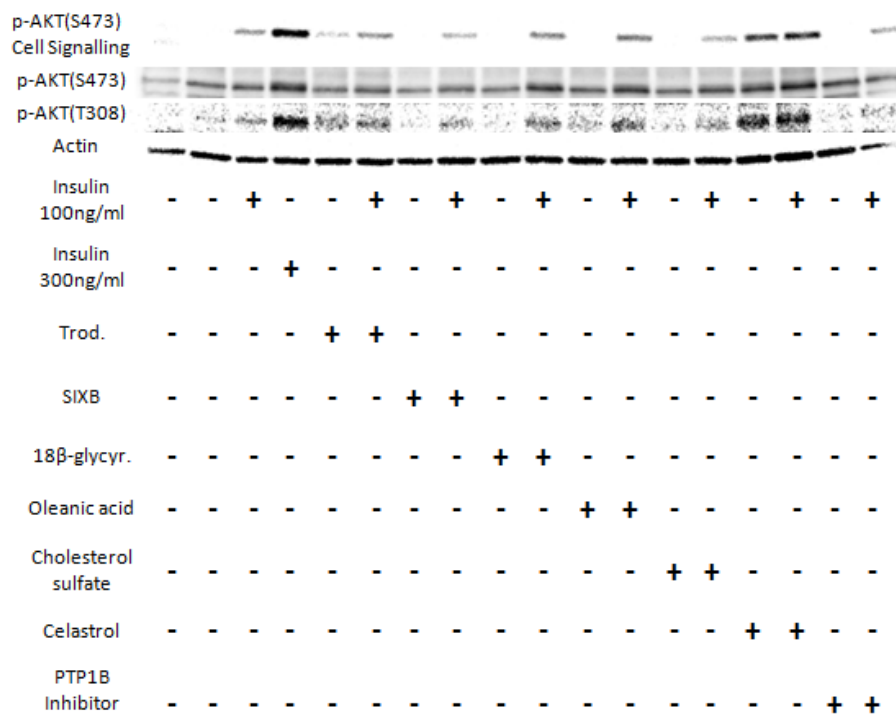 p-AKT(S473)
Cell Signalling
p-AKT(S473)
p-AKT(T308)
Actin
Insulin
100ng/ml - - + - - + - + - + - + - + - + - +
Insulin
300ng/ml - - - + - - - - - - - - - - - - - -
Trod. - - - - + + - - - - - - - - - - - -
SIXB - - - - - - + + - - - - - - - - - -
18β-glycyr. - - - - - - - - + + - - - - - - - -
Oleanic acid - - - - - - - - - - + + - - - - - -
Cholesterol
sulfate - - - - - - - - - - - - + + - - - -
Celastrol - - - - - - - - - - - - - - + + - -
PTP1B
Inhibitor - - - - - - - - - - - - - - - - + +